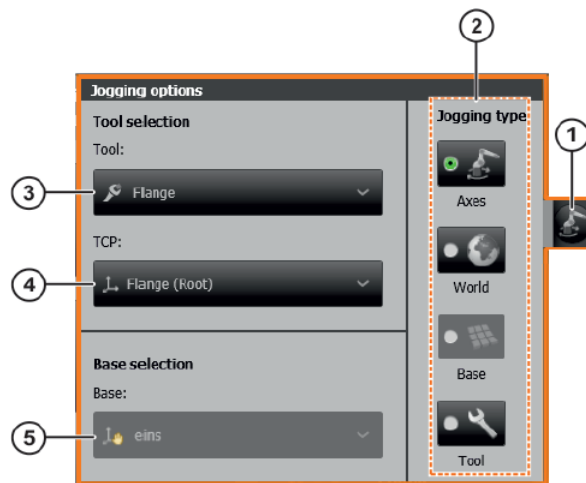 2
Jogging options
Tool selection
Tool:
Flange
TCP:
Flange (Root)
Base selection
Base:
eins
Jogging type
Axes
World
Base
Tool
1
3
4
5